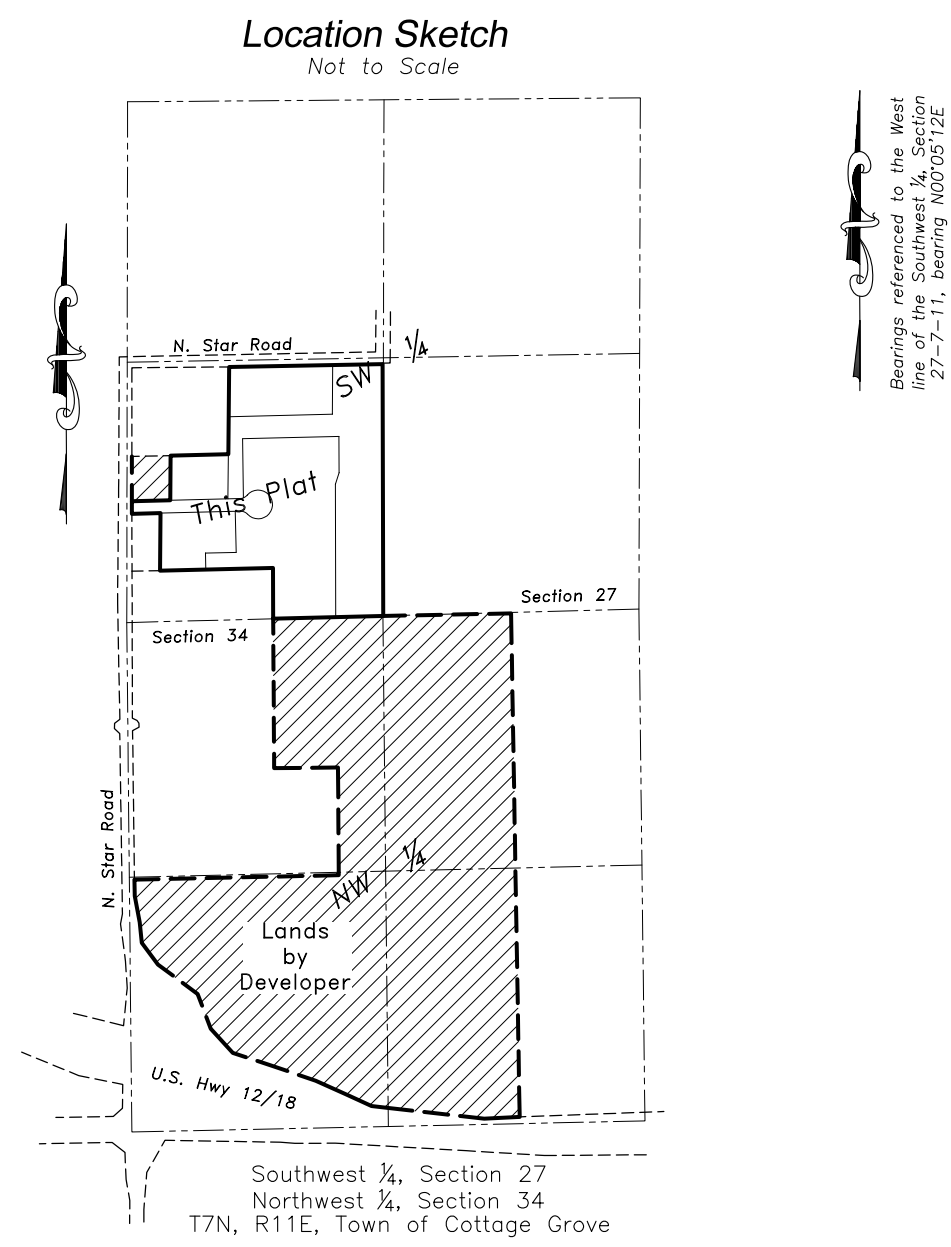 Location Sketch
Not to Scale
Bearings referenced to the West
line of the Southwest ¼, Section
27-7-11, bearing N00°05'12E
N. Star Road
SW ¼
This Plat
Section 27
Section 34
N. Star Road
NW ¼
Lands
by
Developer
U.S. Hwy 12/18
Southwest ¼, Section 27
Northwest ¼, Section 34
T7N, R11E, Town of Cottage Grove